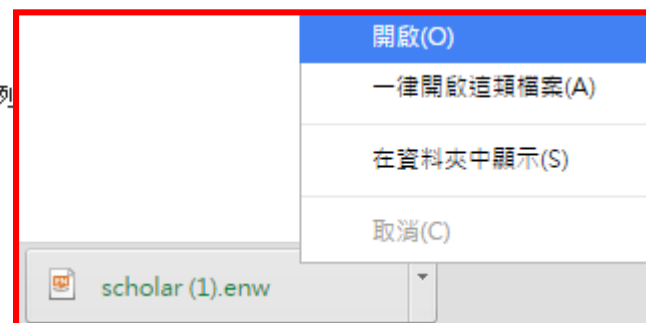 開啟(O)
列
一律開啟這類檔案(A)
在資料夾中顯示(S)
取消(C)
scholar (1).enw